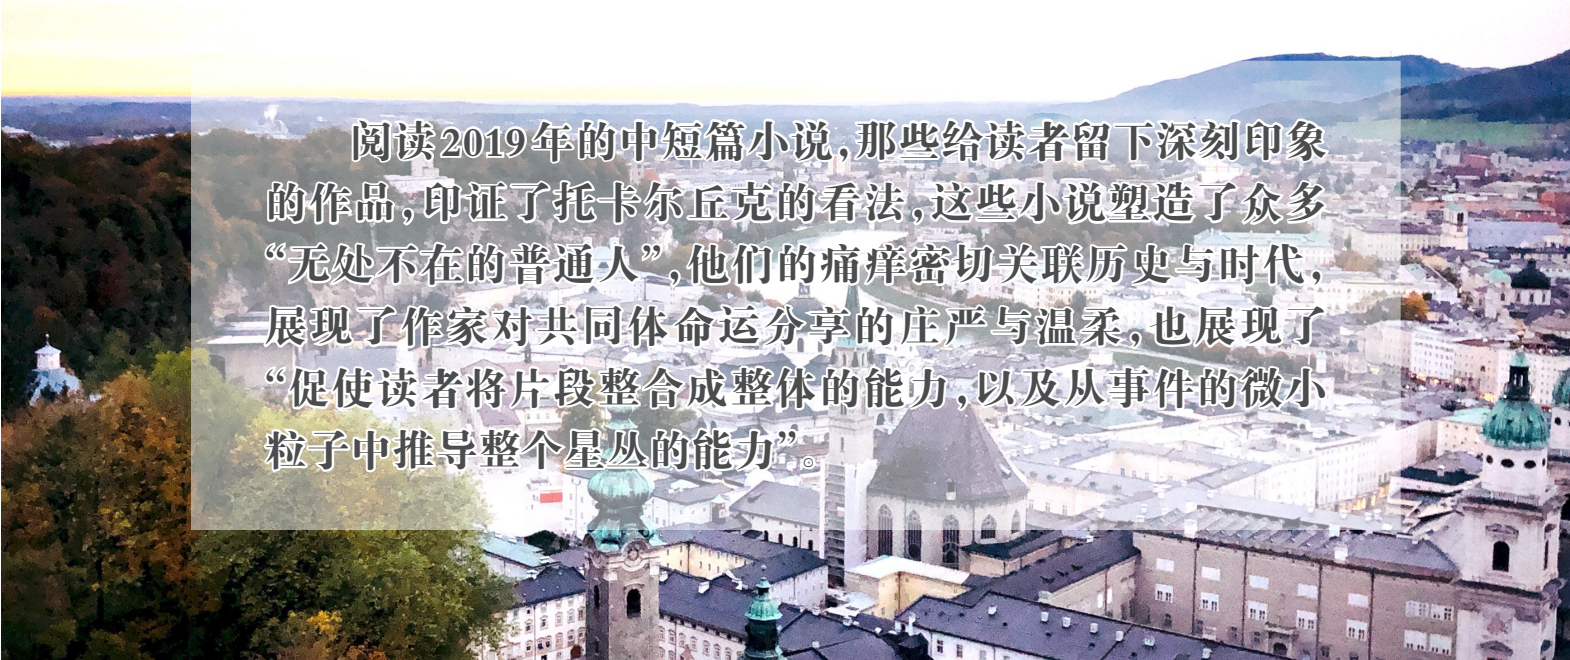 阅读2019年的中短篇小说，那些给读者留下深刻印象
的作品，印证了托卡尔丘克的看法，这些小说塑造了众多
“无处不在的普通人”，他们的痛痒密切关联历史与时代，
展现了作家对共同体命运分享的庄严与温柔，也展现了
“促使读者将片段整合成整体的能力，以及从事件的微小
粒子中推导整个星丛的能力”。